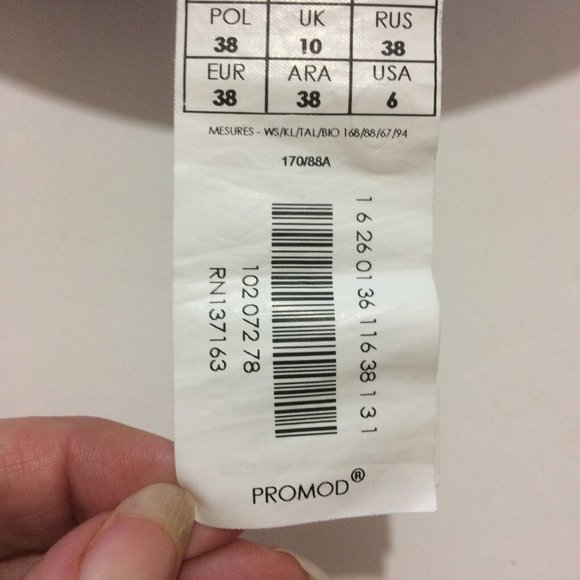 POL UK RUS
38 10 38
EUR ARA USA
38 38 6
MESURES - WS/KL/TAL/BIO 168/88/67/94
170/88A
1 6 26 01 36 116 38 1 3 1
102 072 78
RN137163
PROMOD®